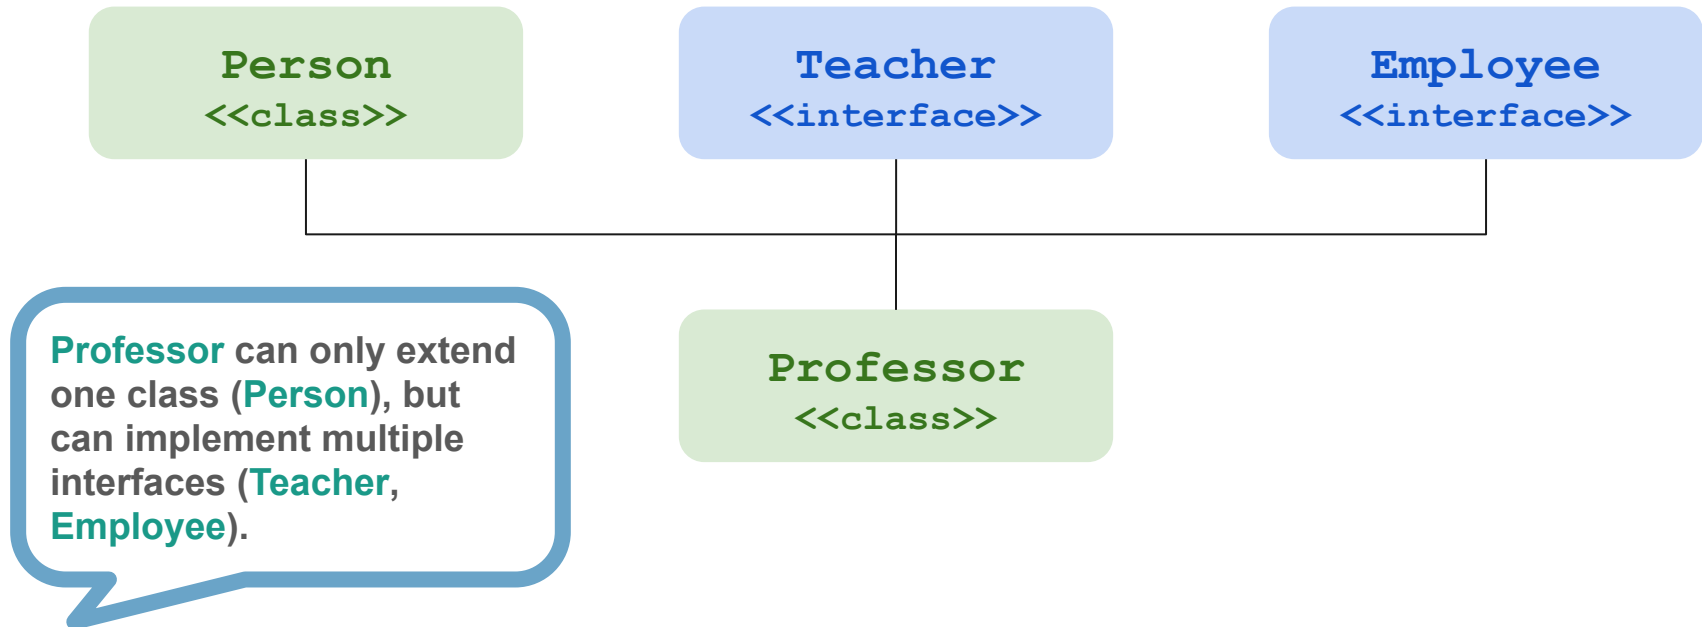 Person
<<class>>
Teacher
<<interface>>
Employee
<<interface>>
Professor can only extend
one class (Person), but
can implement multiple
interfaces (Teacher,
Employee).
Professor
<<class>>